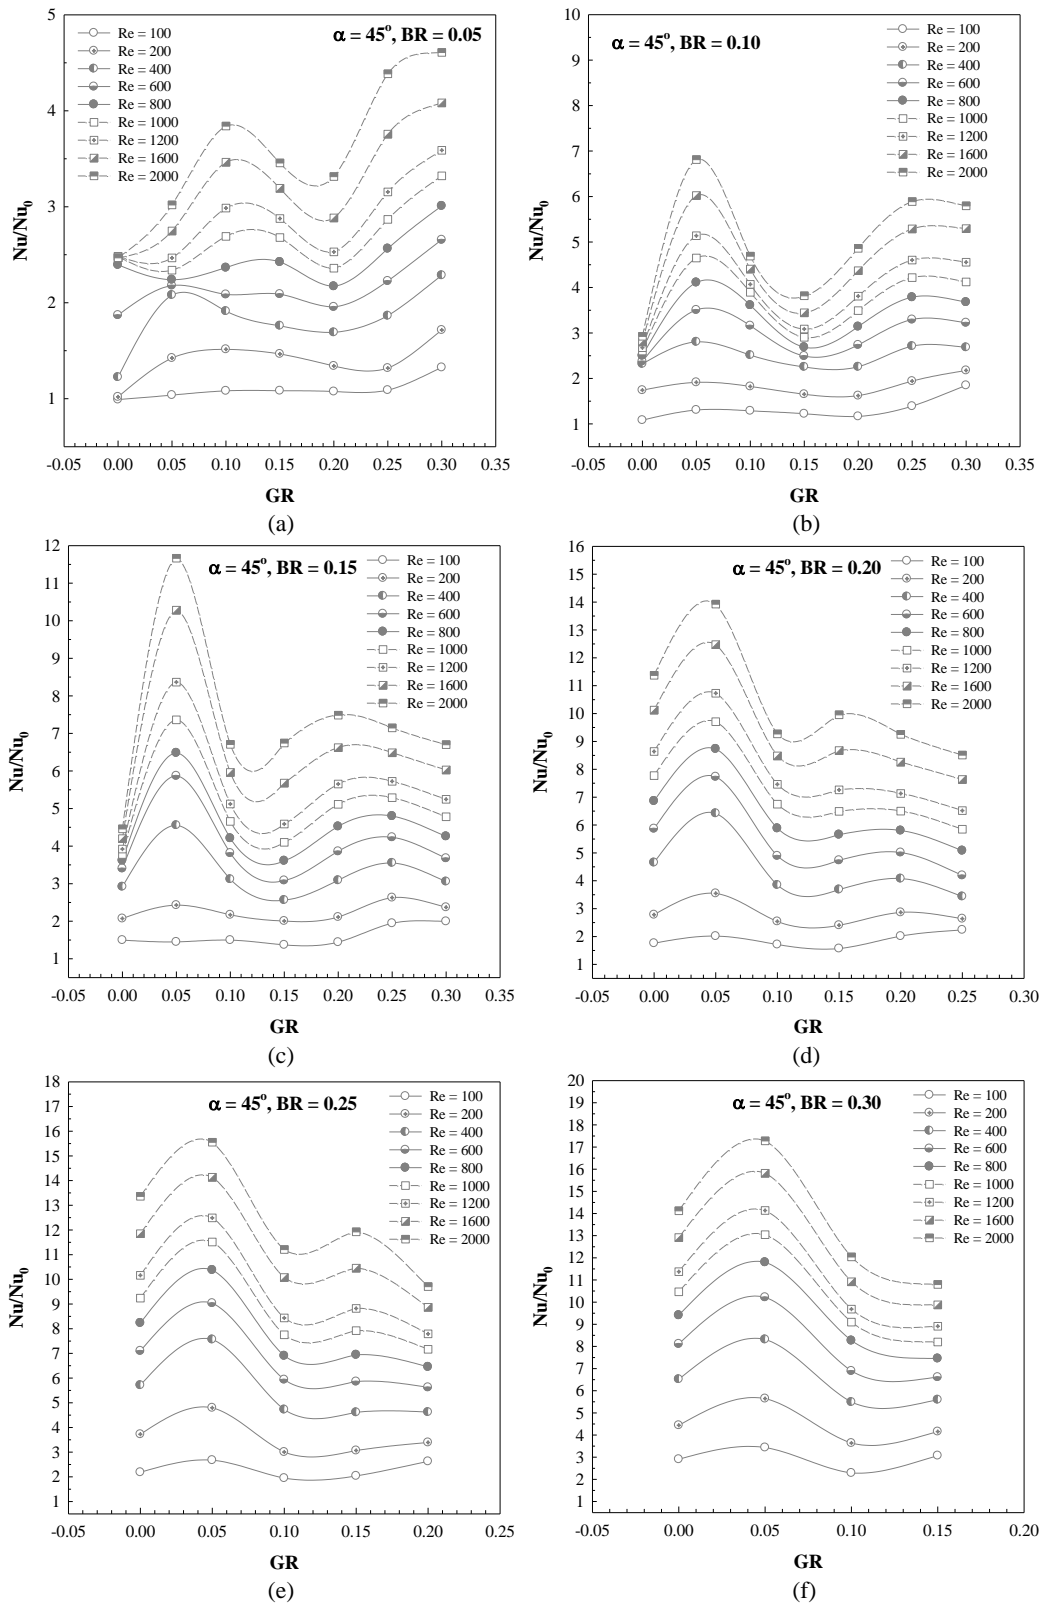 α = 45°, BR = 0.05
Re = 100
Re = 200
Re = 400
Re = 600
Re = 800
Re = 1000
Re = 1200
Re = 1600
Re = 2000
5
4
3
2
1
Nu/Nu0
-0.05 0.00 0.05 0.10 0.15 0.20 0.25 0.30 0.35
GR
(a)
α = 45°, BR = 0.10
Re = 100
Re = 200
Re = 400
Re = 600
Re = 800
Re = 1000
Re = 1200
Re = 1600
Re = 2000
10
9
8
7
6
5
4
3
2
1
Nu/Nu0
-0.05 0.00 0.05 0.10 0.15 0.20 0.25 0.30 0.35
GR
(b)
α = 45°, BR = 0.15
Re = 100
Re = 200
Re = 400
Re = 600
Re = 800
Re = 1000
Re = 1200
Re = 1600
Re = 2000
12
11
10
9
8
7
6
5
4
3
2
1
Nu/Nu0
-0.05 0.00 0.05 0.10 0.15 0.20 0.25 0.30 0.35
GR
(c)
α = 45°, BR = 0.20
Re = 100
Re = 200
Re = 400
Re = 600
Re = 800
Re = 1000
Re = 1200
Re = 1600
Re = 2000
16
15
14
13
12
11
10
9
8
7
6
5
4
3
2
1
Nu/Nu0
-0.05 0.00 0.05 0.10 0.15 0.20 0.25 0.30
GR
(d)
α = 45°, BR = 0.25
Re = 100
Re = 200
Re = 400
Re = 600
Re = 800
Re = 1000
Re = 1200
Re = 1600
Re = 2000
18
17
16
15
14
13
12
11
10
9
8
7
6
5
4
3
2
1
Nu/Nu0
-0.05 0.00 0.05 0.10 0.15 0.20 0.25
GR
(e)
α = 45°, BR = 0.30
Re = 100
Re = 200
Re = 400
Re = 600
Re = 800
Re = 1000
Re = 1200
Re = 1600
Re = 2000
20
19
18
17
16
15
14
13
12
11
10
9
8
7
6
5
4
3
2
1
Nu/Nu0
-0.05 0.00 0.05 0.10 0.15 0.20
GR
(f)